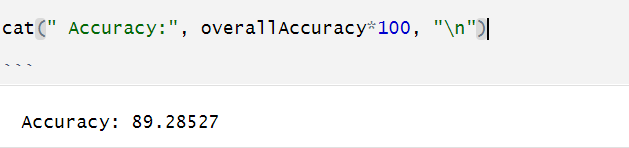 cat(" Accuracy:", overallAccuracy*100, "\n")
```
Accuracy: 89.28527